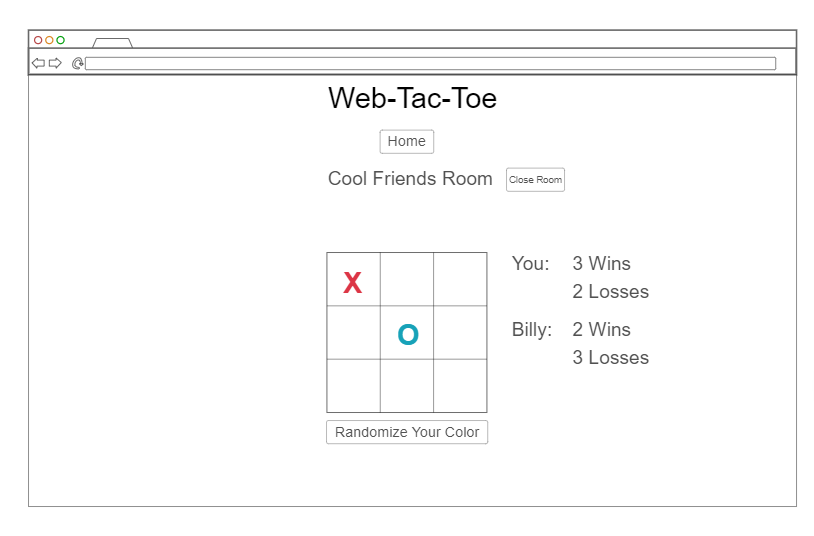 Web-Tac-Toe
Home
Cool Friends Room Close Room
X
O
You: 3 Wins
2 Losses
Billy: 2 Wins
3 Losses
Randomize Your Color